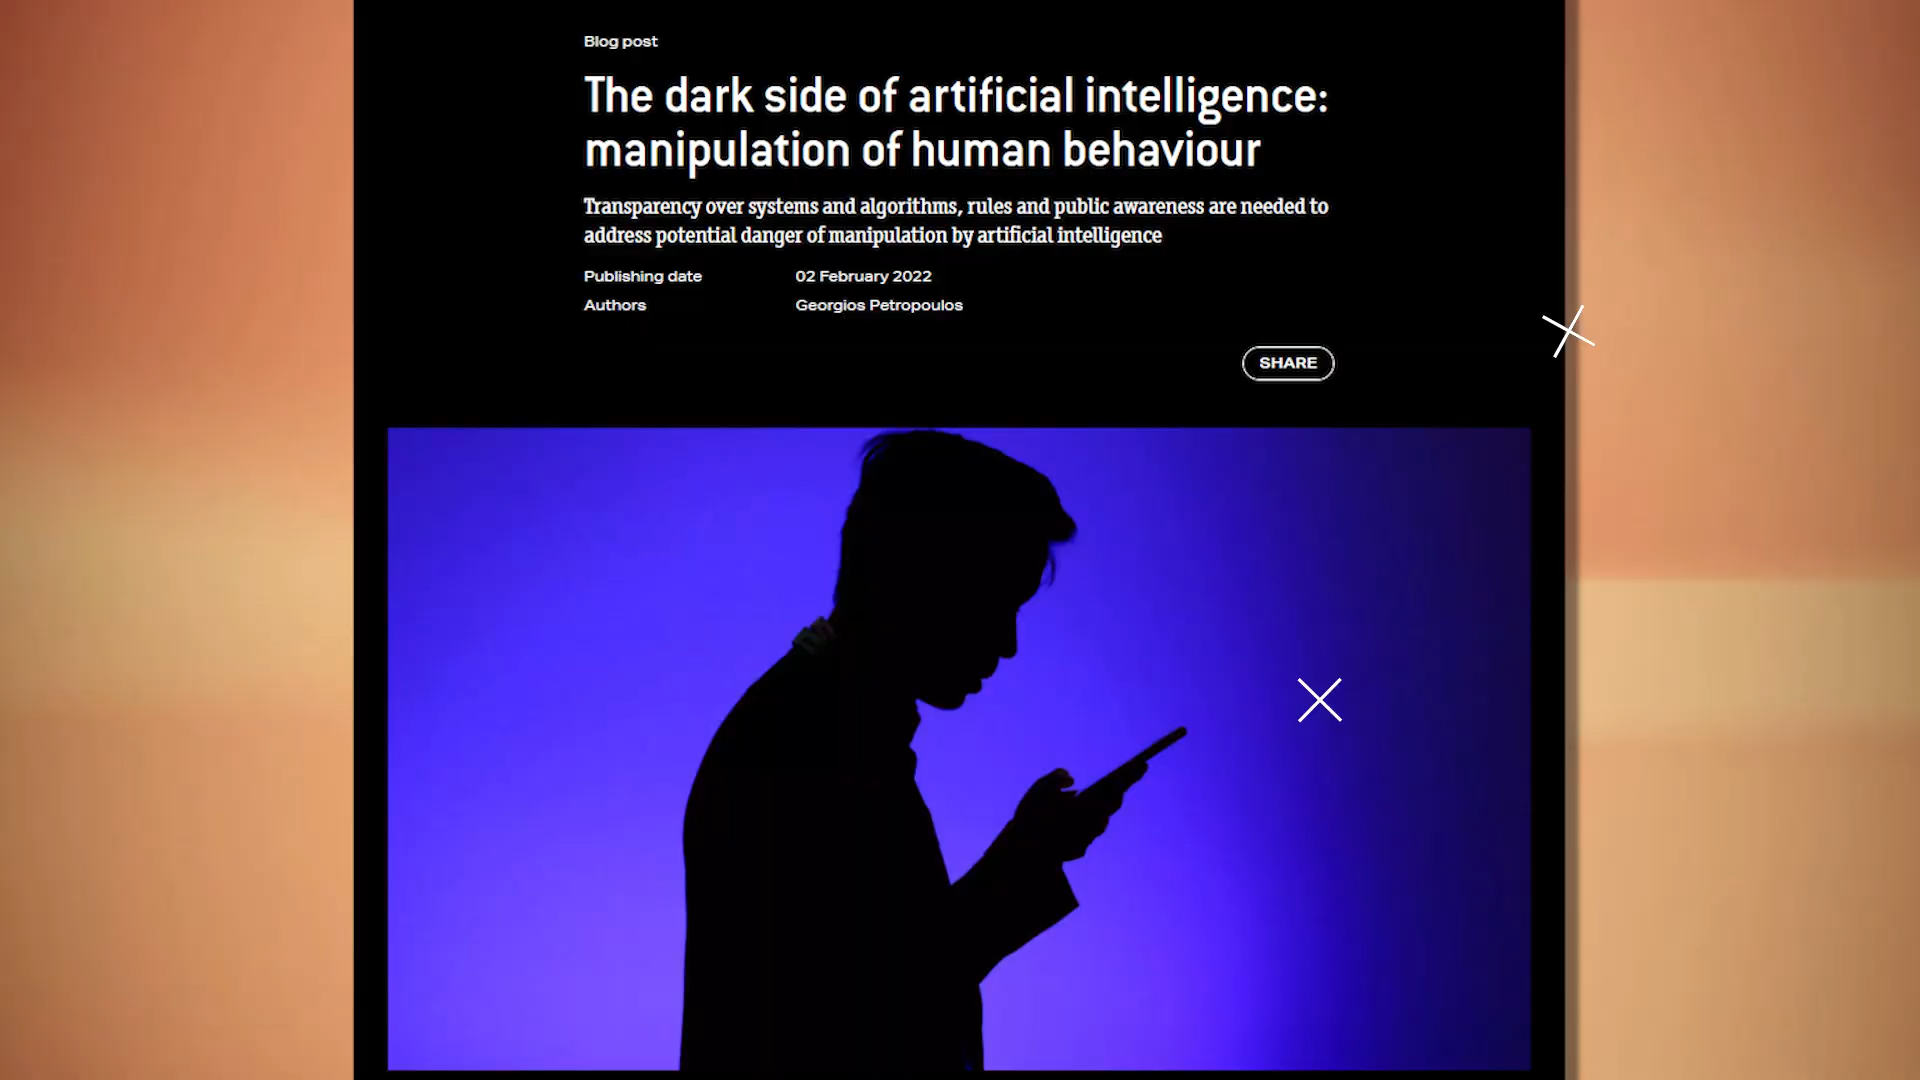 Blog post
The dark side of artificial intelligence:
manipulation of human behaviour
Transparency over systems and algorithms, rules and public awareness are needed to
address potential danger of manipulation by artificial intelligence
Publishing date 02 February 2022
Authors Georgios Petropoulos
SHARE